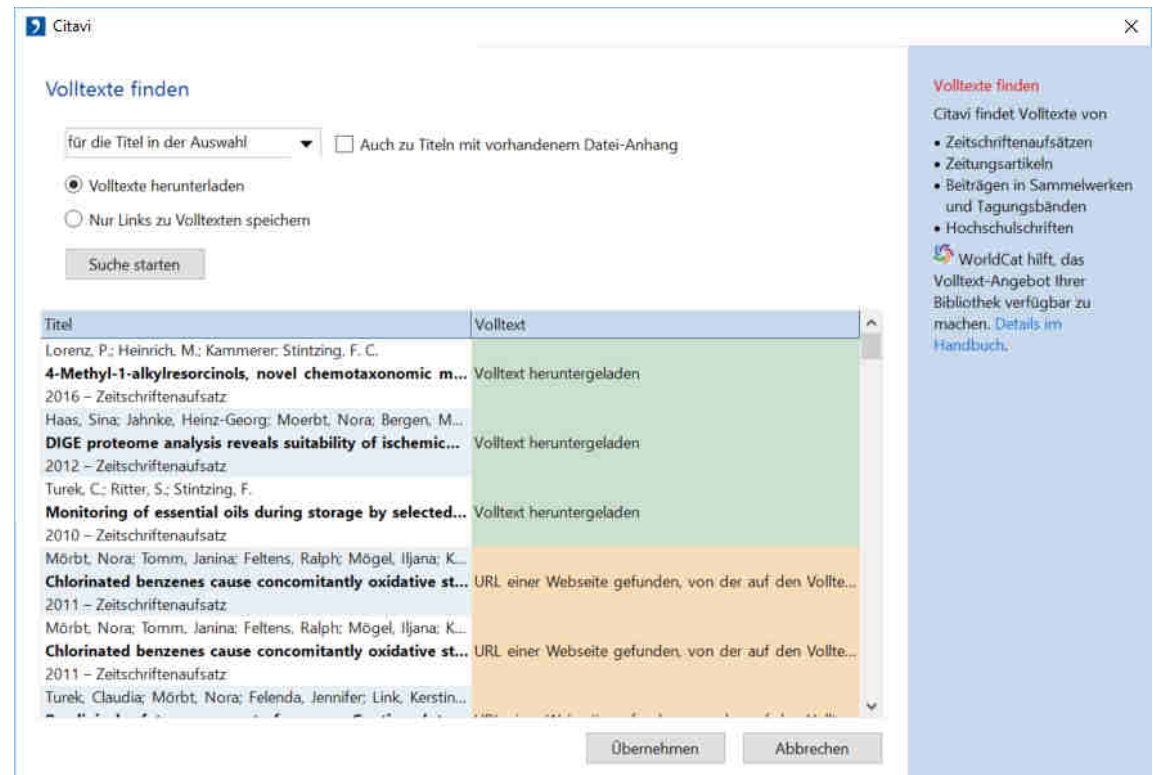 Citavi
Volltexte finden
für die Titel in der Auswahl
Auch zu Titeln mit vorhandenem Datei-Anhang
Volltexte herunterladen
Nur Links zu Volltexten speichern
Suche starten
Titel Volltext
Lorenz, P.; Heinrich, M.; Kammerer; Stintzing, F. C.
4-Methyl-1-alkylresorcinols, novel chemotaxonomic m... Volltext heruntergeladen
2016 – Zeitschriftenaufsatz
Haas, Sina; Jahnke, Heinz-Georg; Moerbt, Nora; Bergen, M...
DIGE proteome analysis reveals suitability of ischemic... Volltext heruntergeladen
2012 – Zeitschriftenaufsatz
Turek, C.; Ritter, S.; Stintzing, F.
Monitoring of essential oils during storage by selected... Volltext heruntergeladen
2010 – Zeitschriftenaufsatz
Mörbt, Nora; Tomm, Janina; Feltens, Ralph; Mögel, Iljana; K...
Chlorinated benzenes cause concomitantly oxidative st... URL einer Webseite gefunden, von der auf den Vollte...
2011 – Zeitschriftenaufsatz
Mörbt, Nora; Tomm, Janina; Feltens, Ralph; Mögel, Iljana; K...
Chlorinated benzenes cause concomitantly oxidative st... URL einer Webseite gefunden, von der auf den Vollte...
2011 – Zeitschriftenaufsatz
Turek, Claudia; Mörbt, Nora; Felenda, Jennifer; Link, Kerstin...
Übernehmen Abbrechen
Volltexte finden
Citavi findet Volltexte von
• Zeitschriftenaufsätzen
• Zeitungsartikeln
• Beiträgen in Sammelwerken
und Tagungsbänden
• Hochschulschriften
WorldCat hilft, das
Volltext-Angebot Ihrer
Bibliothek verfügbar zu
machen. Details im
Handbuch.